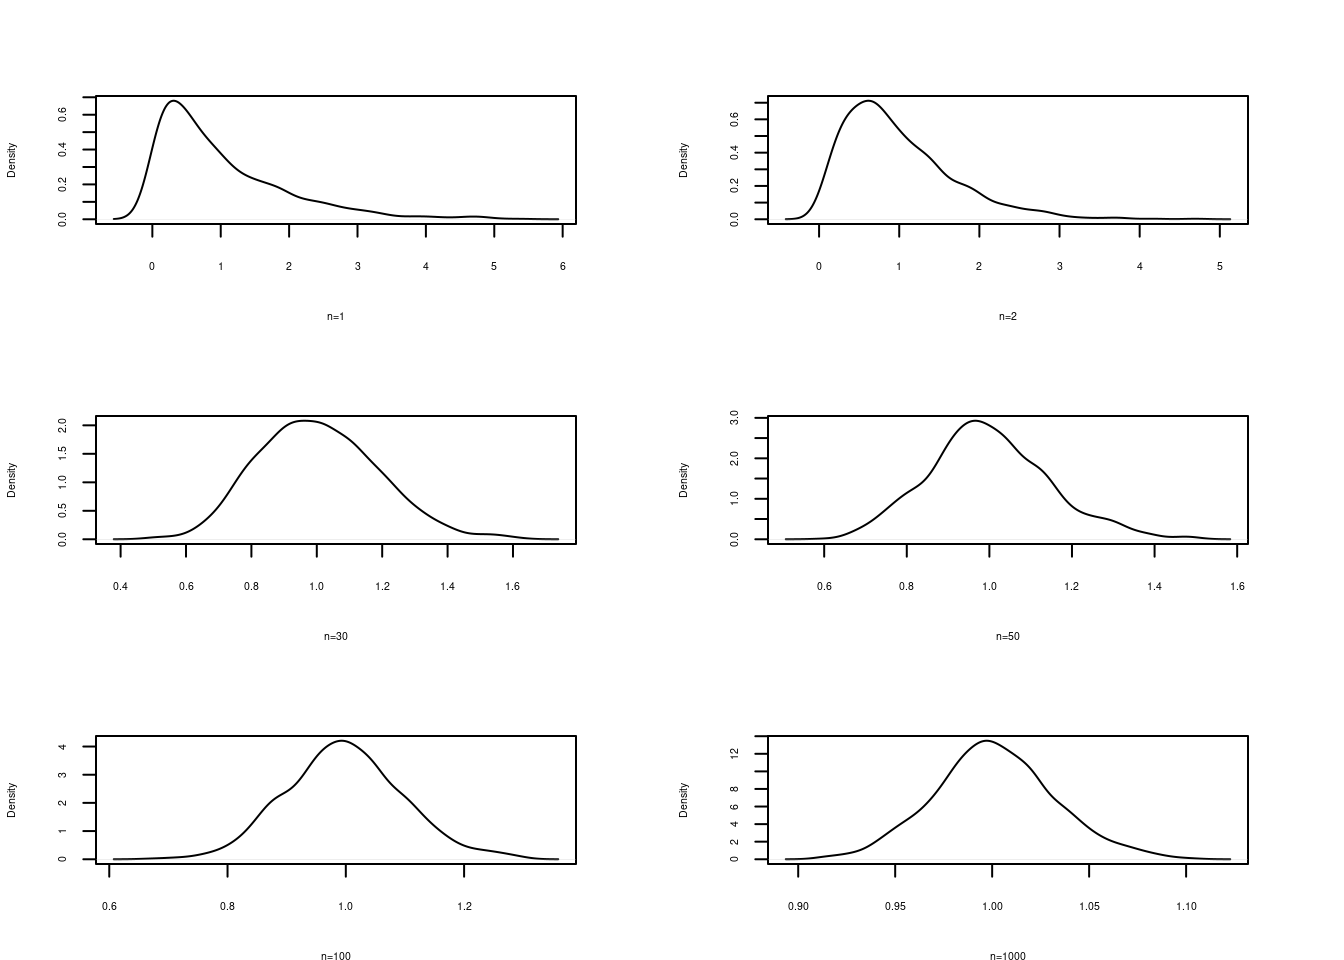 Density
0.0 0.2 0.4 0.6
0 1 2 3 4 5 6
n=1
Density
0.0 0.2 0.4 0.6
0 1 2 3 4 5
n=2
Density
0.0 0.5 1.0 1.5 2.0
0.4 0.6 0.8 1.0 1.2 1.4 1.6
n=30
Density
0.0 1.0 2.0 3.0
0.6 0.8 1.0 1.2 1.4 1.6
n=50
Density
0 1 2 3 4
0.6 0.8 1.0 1.2
n=100
Density
0 2 4 6 8 12
0.90 0.95 1.00 1.05 1.10
n=1000